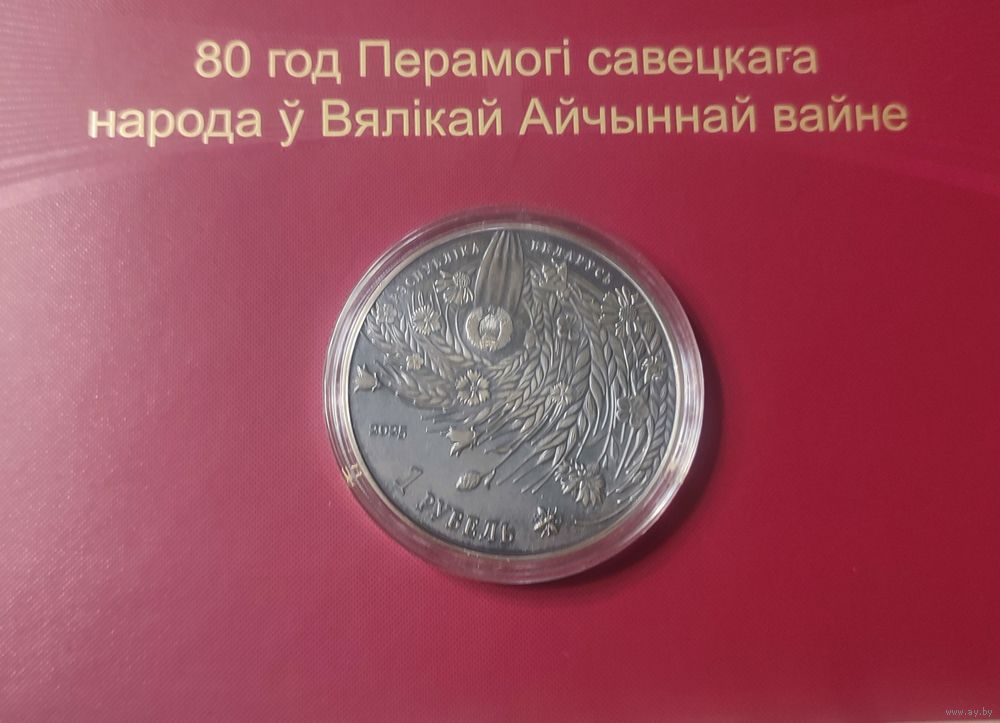 80 год Перамогі савецкага
народа ў Вялікай Айчыннай вайне
РЭСПУБЛІКА БЕЛАРУСЬ
2025
1 РУБЕЛЬ
www.ay.by